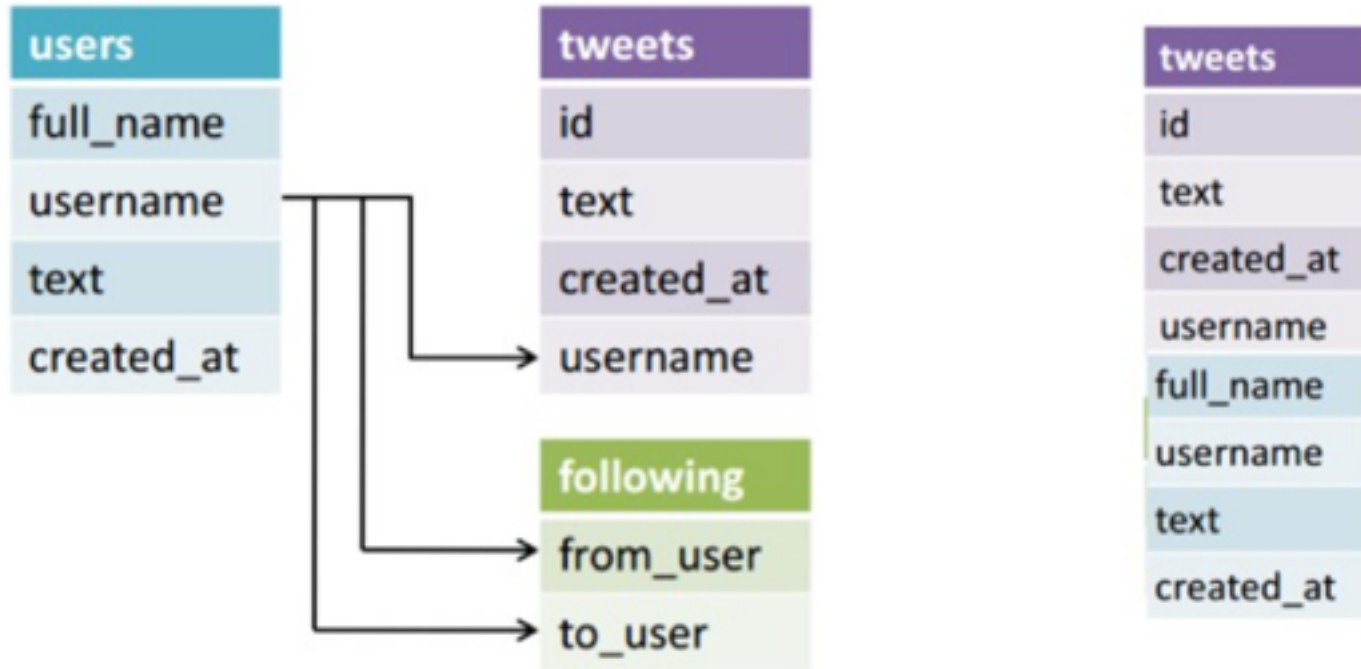 users
full_name
username
text
created_at
tweets
id
text
created_at
username
following
from_user
to_user
tweets
id
text
created_at
username
full_name
username
text
created_at